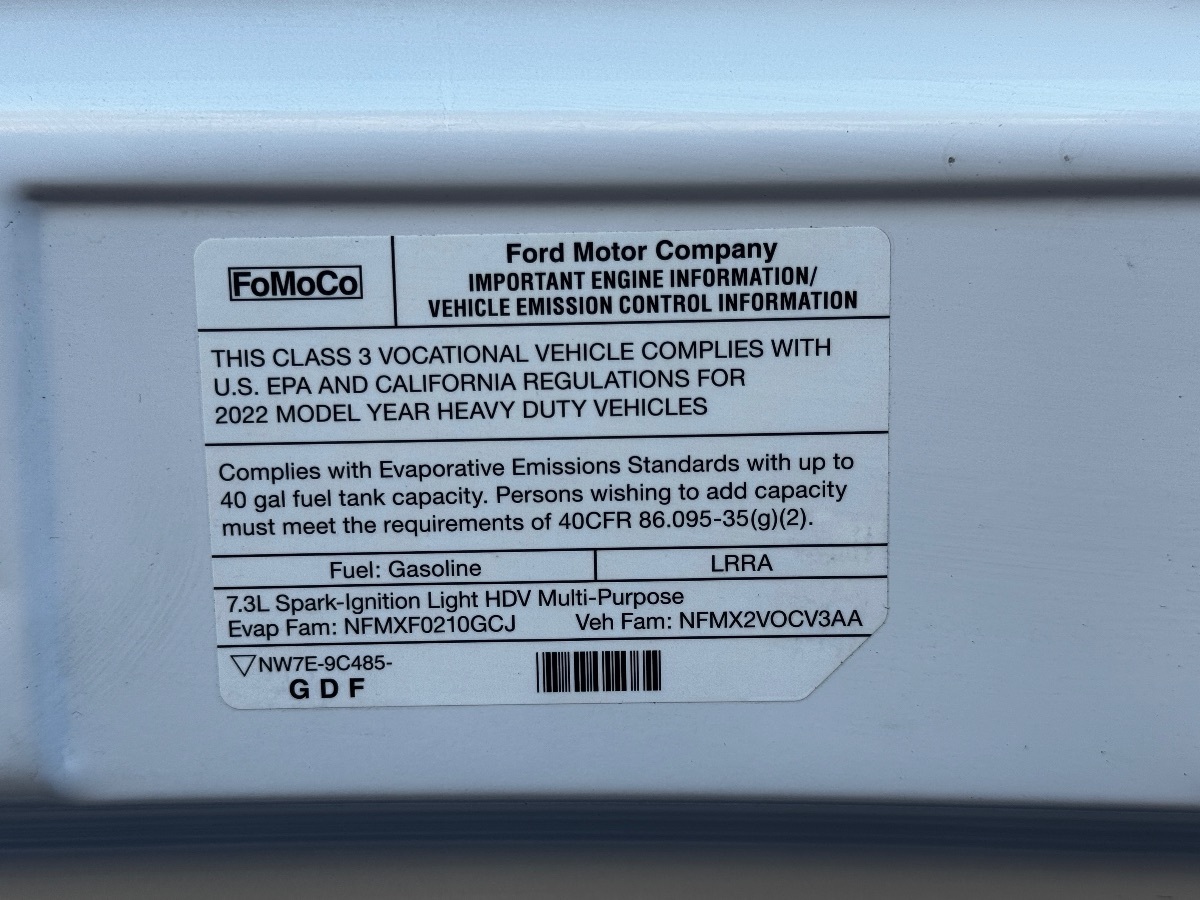 FoMoCo
Ford Motor Company
IMPORTANT ENGINE INFORMATION/
VEHICLE EMISSION CONTROL INFORMATION
THIS CLASS 3 VOCATIONAL VEHICLE COMPLIES WITH
U.S. EPA AND CALIFORNIA REGULATIONS FOR
2022 MODEL YEAR HEAVY DUTY VEHICLES
Complies with Evaporative Emissions Standards with up to
40 gal fuel tank capacity. Persons wishing to add capacity
must meet the requirements of 40CFR 86.095-35(g)(2).
Fuel: Gasoline
LRRA
7.3L Spark-Ignition Light HDV Multi-Purpose
Evap Fam: NFMXF0210GCJ Veh Fam: NFMX2VOCV3AA
NW7E-9C485-
G D F